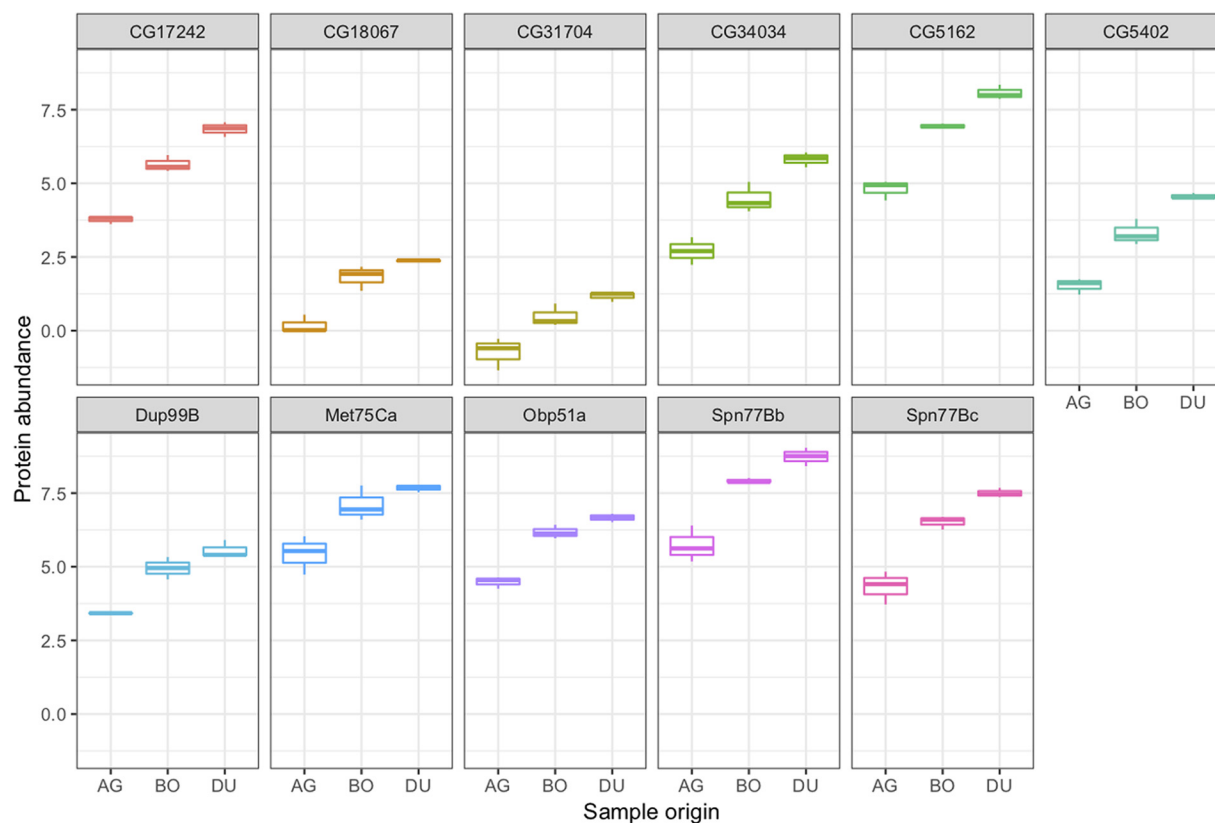 CG17242 CG18067 CG31704 CG34034 CG5162 CG5402
7.5
5.0
2.5
0.0
AG BO DU
Dup99B Met75Ca Obp51a Spn77Bb Spn77Bc
7.5
5.0
2.5
0.0
AG BO DU AG BO DU AG BO DU AG BO DU AG BO DU
Protein abundance
Sample origin